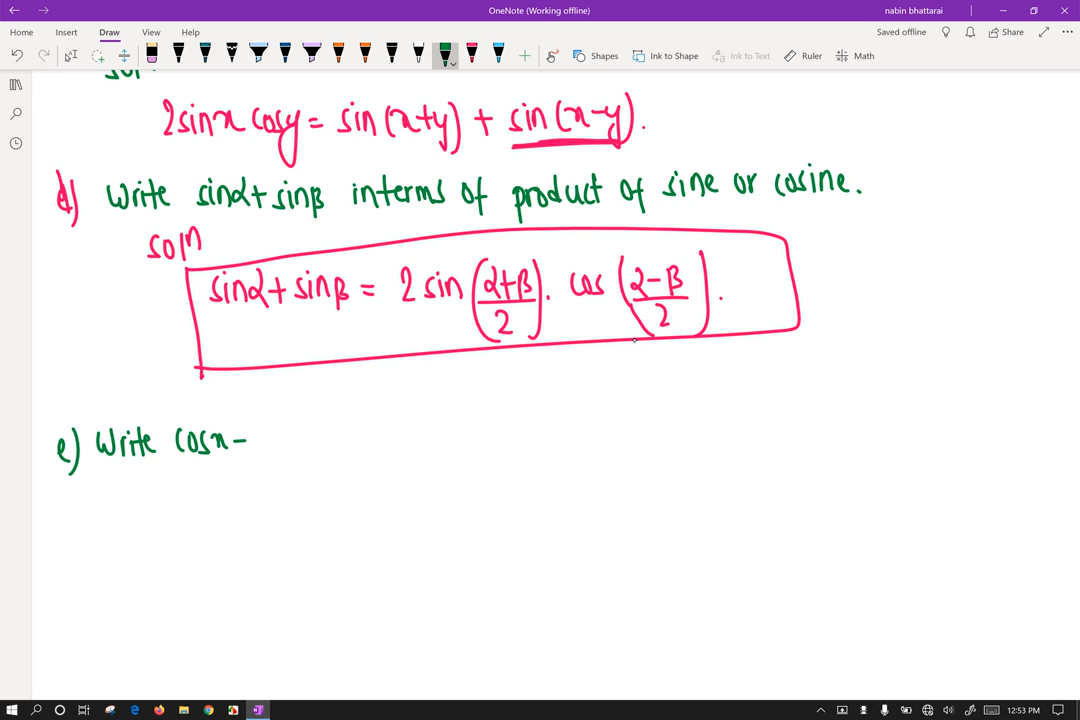 OneNote (Working offline)
nabin bhattarai
Home Insert Draw View Help
Saved offline
Share
Shapes
Ink to Shape
Ink to Text
Ruler
Math
2sinx cosy = sin(x+y) + sin(x-y).
d) Write sinα + sinβ interms of product of sine or cosine.
soln
sinα + sinβ = 2 sin (α+β/2). cos (α-β/2).
e) Write cosx -
12:53 PM